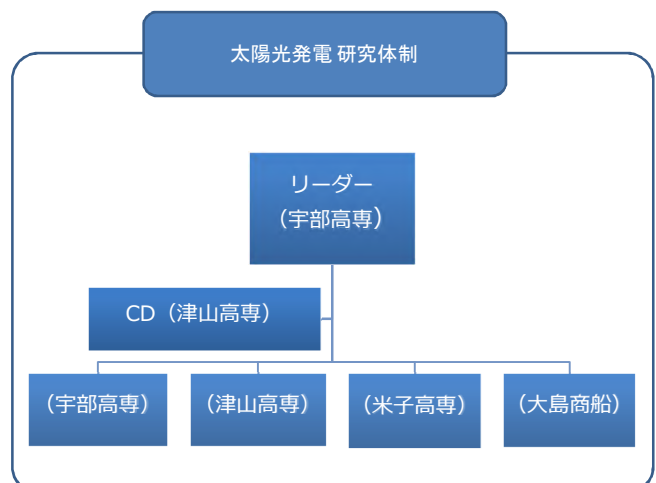 太陽光発電 研究体制
リーダー
(宇部高専)
CD（津山高専）
（宇部高専）
（津山高専）
（米子高専）
（大島商船）